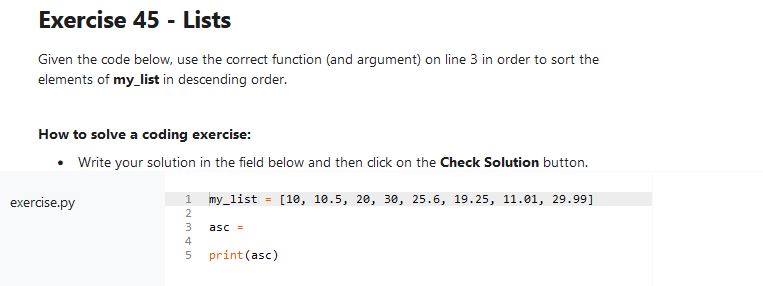 Exercise 45 - Lists
Given the code below, use the correct function (and argument) on line 3 in order to sort the
elements of my_list in descending order.
How to solve a coding exercise:
• Write your solution in the field below and then click on the Check Solution button.
exercise.py
1 my_list = [10, 10.5, 20, 30, 25.6, 19.25, 11.01, 29.99]
2
3 asc =
4
5 print(asc)